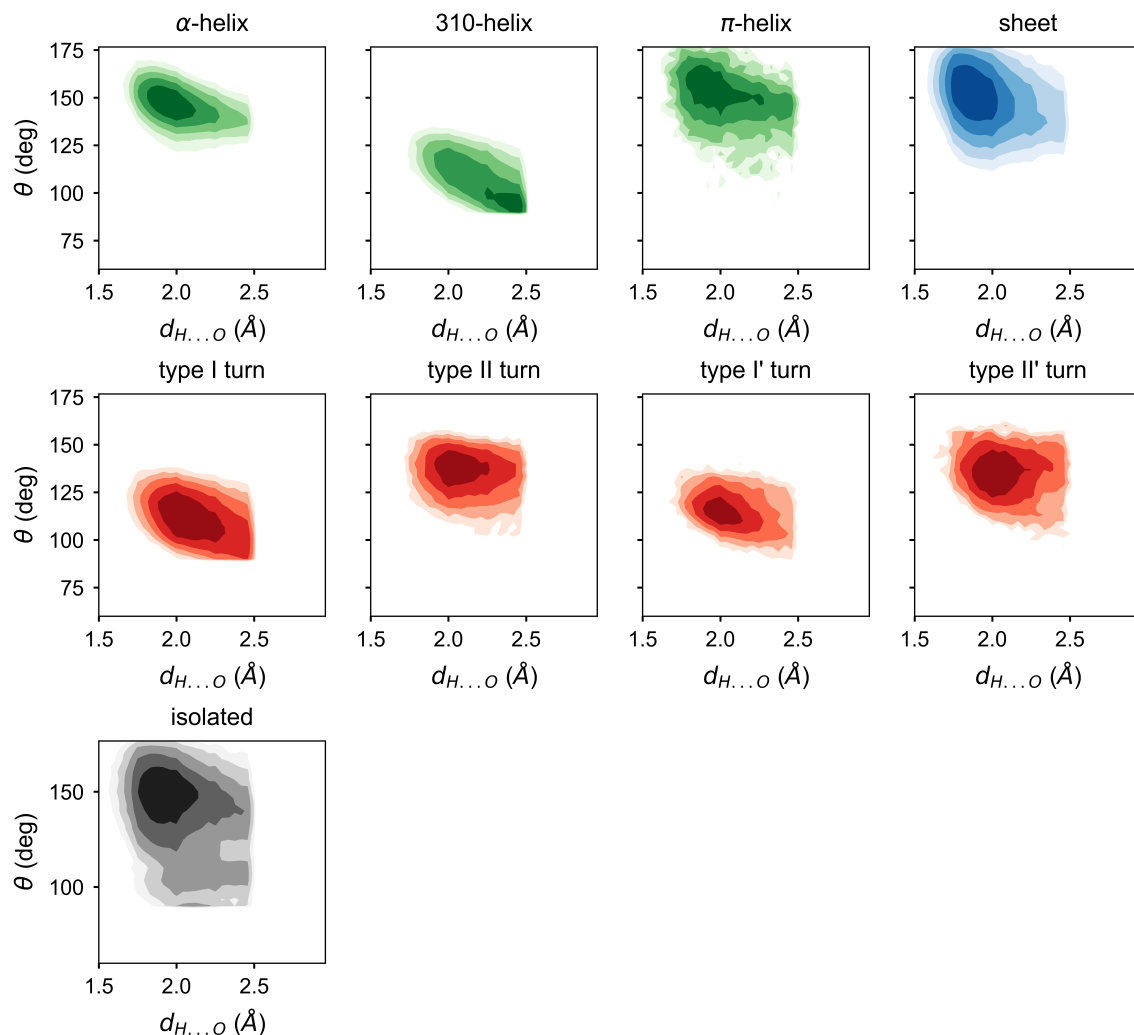 α-helix 310-helix π-helix sheet
175
150
125
100
75
θ (deg)
1.5 2.0 2.5 1.5 2.0 2.5 1.5 2.0 2.5 1.5 2.0 2.5
d_{H...O} (Å) d_{H...O} (Å) d_{H...O} (Å) d_{H...O} (Å)
type I turn type II turn type I' turn type II' turn
175
150
125
100
75
θ (deg)
1.5 2.0 2.5 1.5 2.0 2.5 1.5 2.0 2.5 1.5 2.0 2.5
d_{H...O} (Å) d_{H...O} (Å) d_{H...O} (Å) d_{H...O} (Å)
isolated
150
100
θ (deg)
1.5 2.0 2.5
d_{H...O} (Å)